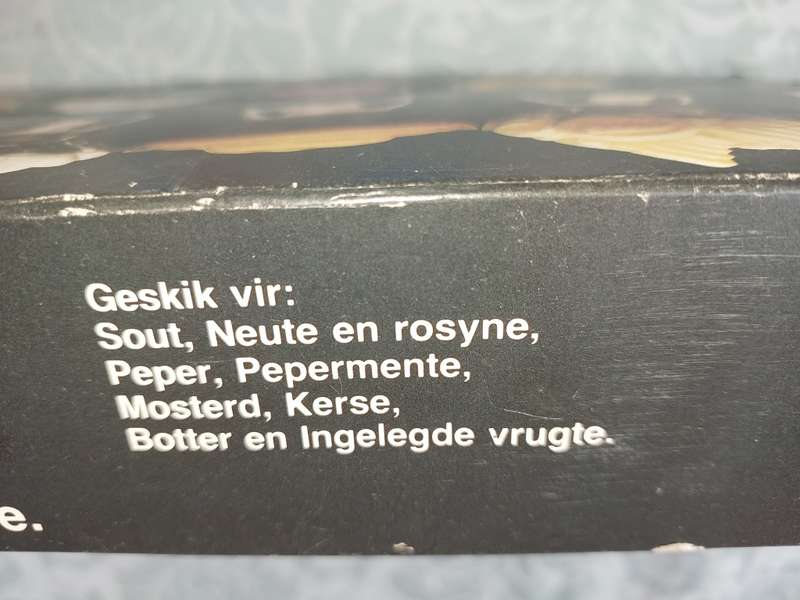 Geskik vir:
Sout, Neute en rosyne,
Peper, Pepermente,
Mosterd, Kerse,
Botter en Ingelegde vrugte.